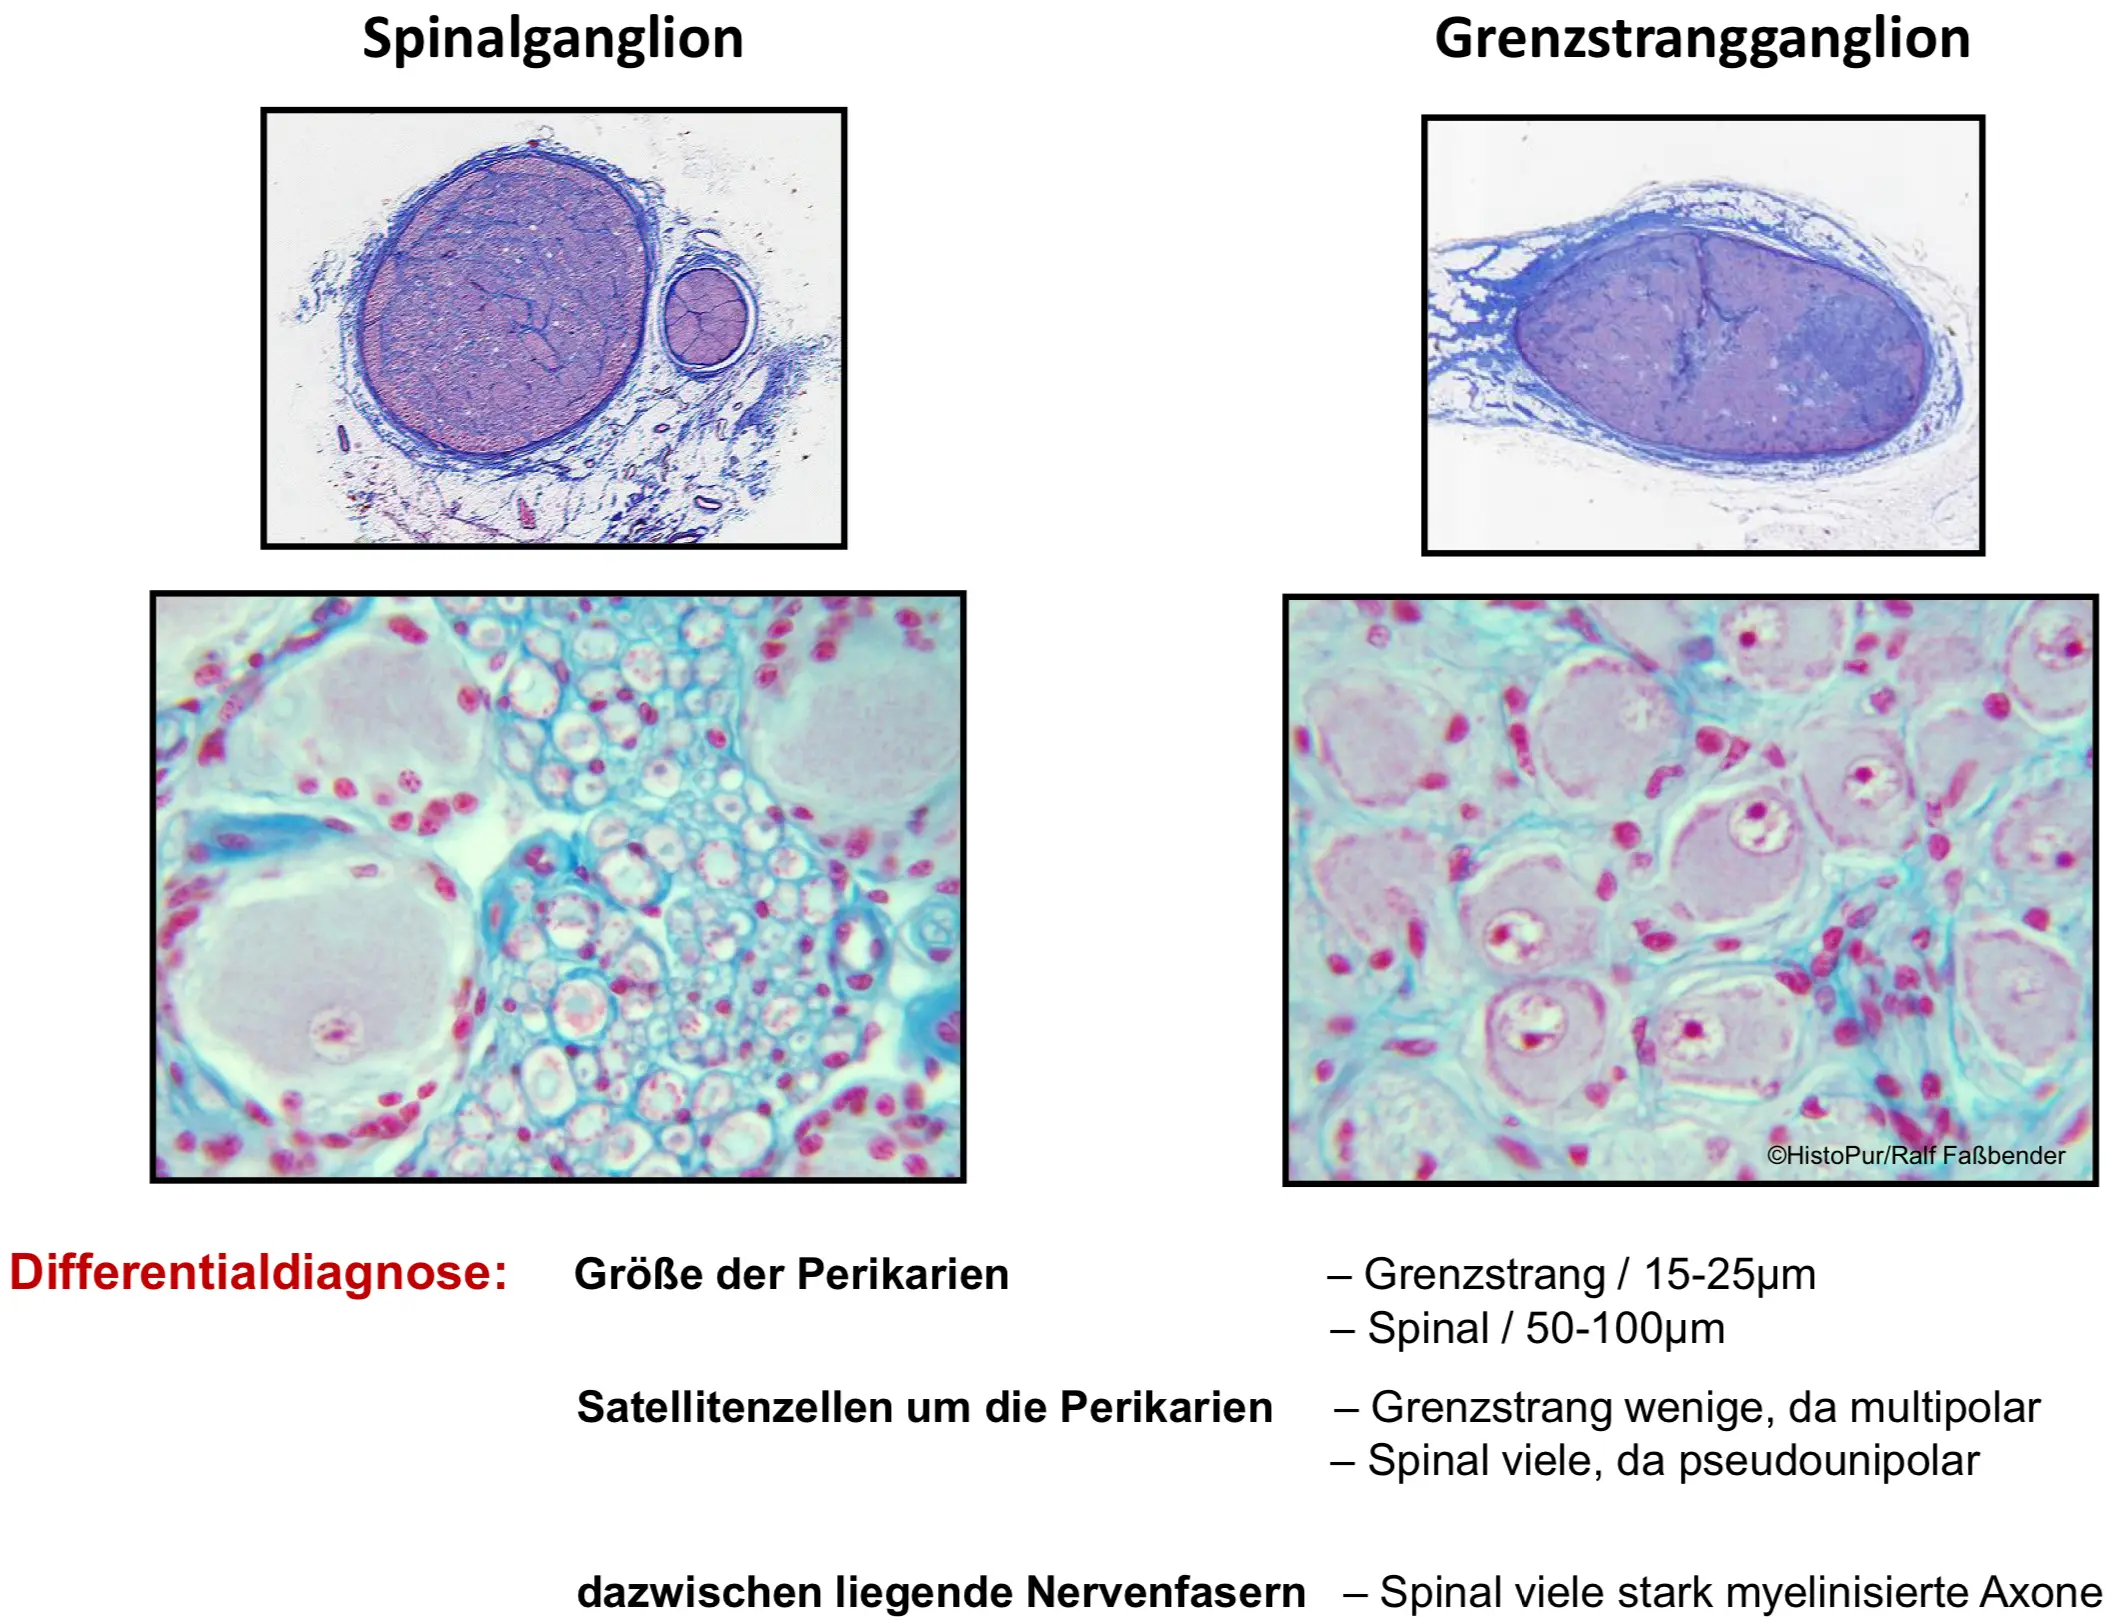 Spinalganglion
Grenzstrangganglion
©HistoPur/Ralf Faßbender
Differentialdiagnose:
Größe der Perikarien
– Grenzstrang / 15-25µm
– Spinal / 50-100µm
Satellitenzellen um die Perikarien
– Grenzstrang wenige, da multipolar
– Spinal viele, da pseudounipolar
dazwischen liegende Nervenfasern
– Spinal viele stark myelinisierte Axone